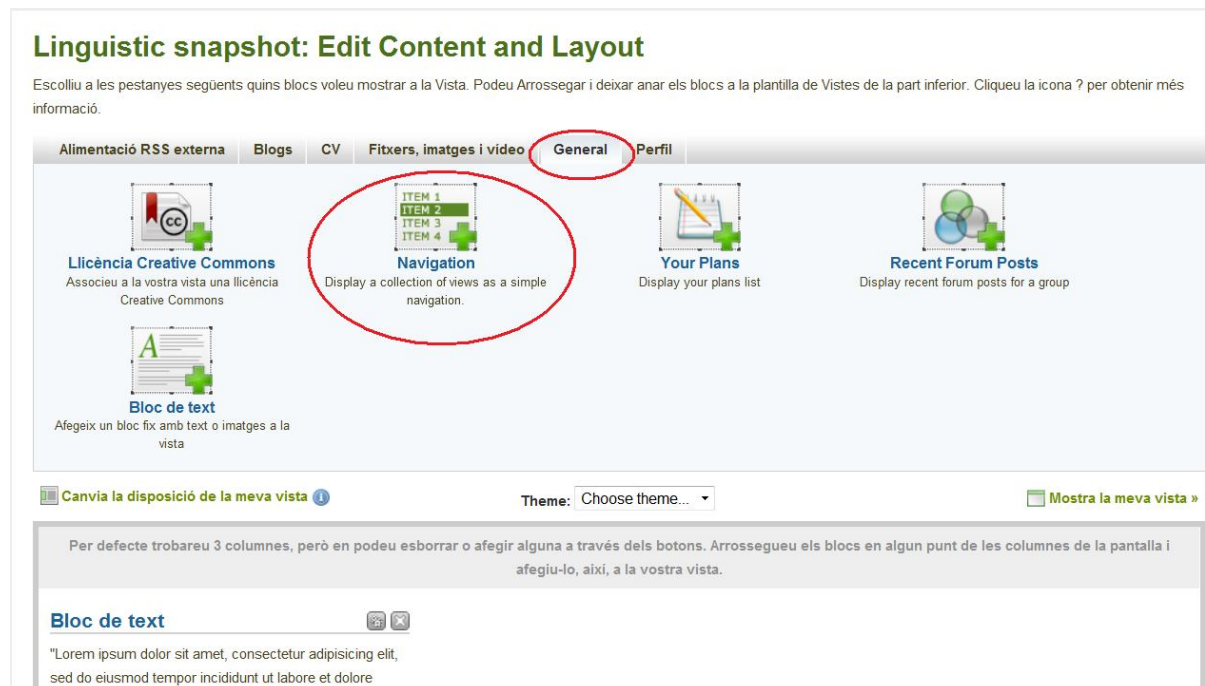 Linguistic snapshot: Edit Content and Layout
Escolliu a les pestanyes següents quins blocs voleu mostrar a la Vista. Podeu Arrossegar i deixar anar els blocs a la plantilla de Vistes de la part inferior. Cliqueu la icona ? per obtenir més
informació.
Alimentació RSS externa Blogs CV Fitxers, imatges i vídeo General Perfil
cc
ITEM 1
ITEM 2
ITEM 3
ITEM 4
Llicència Creative Commons
Associeu a la vostra vista una llicència
Creative Commons
Navigation
Display a collection of views as a simple
navigation.
Your Plans
Display your plans list
Recent Forum Posts
Display recent forum posts for a group
A
Bloc de text
Afegeix un bloc fix amb text o imatges a la
vista
Canvia la disposició de la meva vista i
Theme: Choose theme...
Mostra la meva vista »
Per defecte trobareu 3 columnes, però en podeu esborrar o afegir alguna a través dels botons. Arrossegueu els blocs en algun punt de les columnes de la pantalla i
afegiu-lo, així, a la vostra vista.
Bloc de text
"Lorem ipsum dolor sit amet, consectetur adipisicing elit,
sed do eiusmod tempor incididunt ut labore et dolore